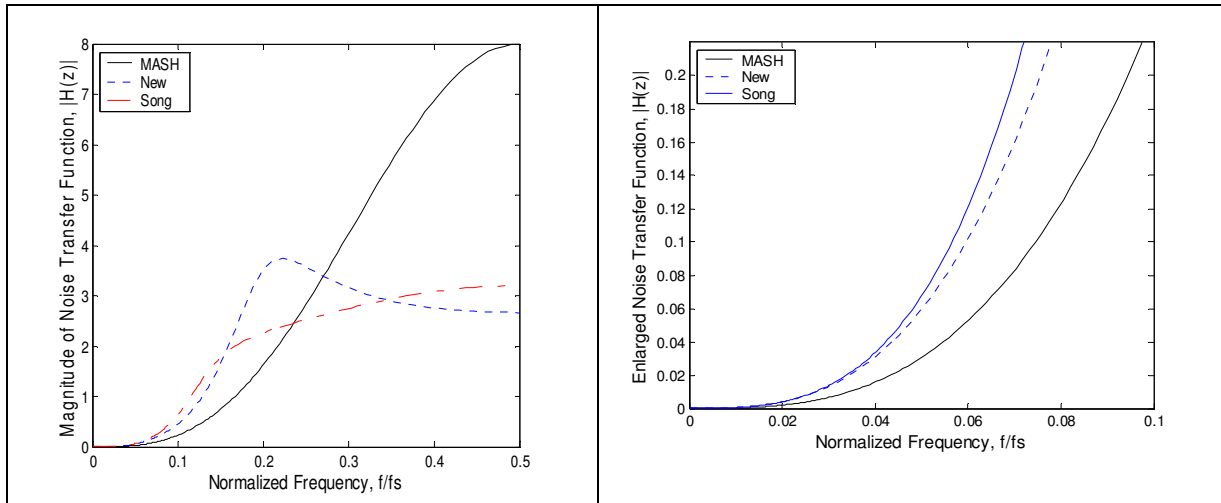 Magnitude of Noise Transfer Function, |H(z)|
8
7
6
5
4
3
2
1
0
MASH
New
Song
0 0.1 0.2 0.3 0.4 0.5
Normalized Frequency, f/fs
Enlarged Noise Transfer Function, |H(z)|
0.2
0.18
0.16
0.14
0.12
0.1
0.08
0.06
0.04
0.02
0
MASH
New
Song
0 0.02 0.04 0.06 0.08 0.1
Normalized Frequency, f/fs